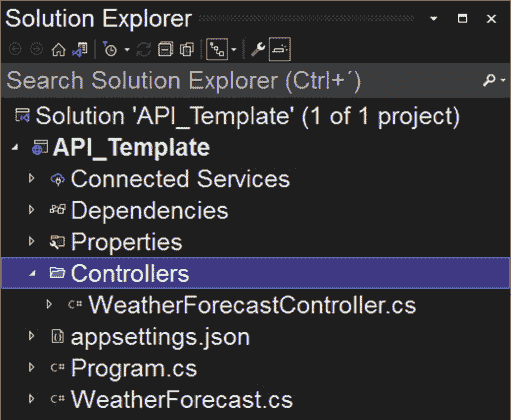 Solution Explorer
Search Solution Explorer (Ctrl+´)
Solution 'API_Template' (1 of 1 project)
API_Template
Connected Services
Dependencies
Properties
Controllers
C# WeatherForecastController.cs
appsettings.json
C# Program.cs
C# WeatherForecast.cs